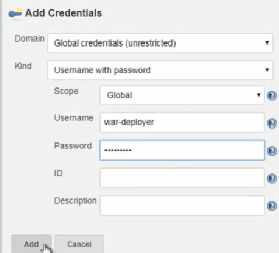 Add Credentials
Domain Global credentials (unrestricted)
Kind Username with password
Scope Global
Username war-deployer
Password ·········
ID
Description
Add Cancel